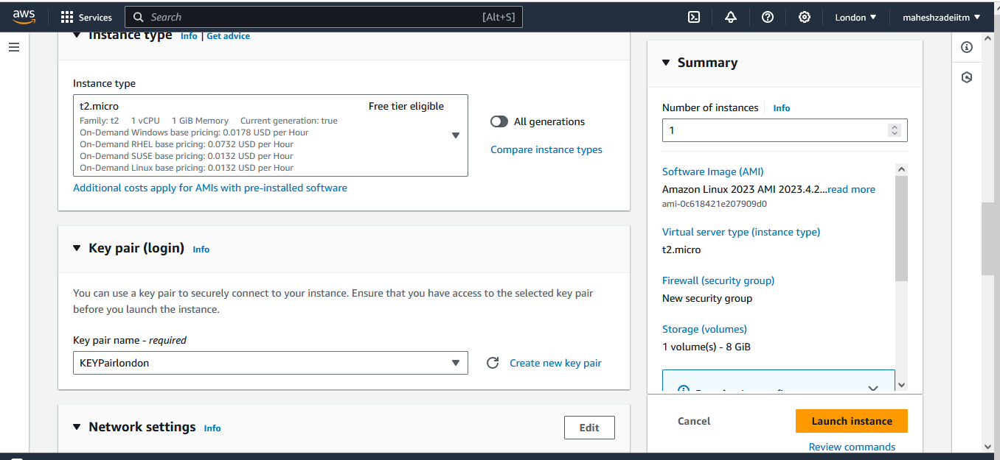 aws
Services
Search
[Alt+S]
London
maheshzadeiitm
Instance type
Info | Get advice
Instance type
t2.micro
Free tier eligible
Family: t2 1 vCPU 1 GiB Memory Current generation: true
On-Demand Windows base pricing: 0.0178 USD per Hour
On-Demand RHEL base pricing: 0.0732 USD per Hour
On-Demand SUSE base pricing: 0.0132 USD per Hour
On-Demand Linux base pricing: 0.0132 USD per Hour
All generations
Compare instance types
Additional costs apply for AMIs with pre-installed software
Key pair (login) Info
You can use a key pair to securely connect to your instance. Ensure that you have access to the selected key pair
before you launch the instance.
Key pair name - required
KEYPairlondon
Create new key pair
Network settings Info
Edit
Summary
Number of instances
Info
1
Software Image (AMI)
Amazon Linux 2023 AMI 2023.4.2...read more
ami-0c618421e207909d0
Virtual server type (instance type)
t2.micro
Firewall (security group)
New security group
Storage (volumes)
1 volume(s) - 8 GiB
Cancel
Launch instance
Review commands